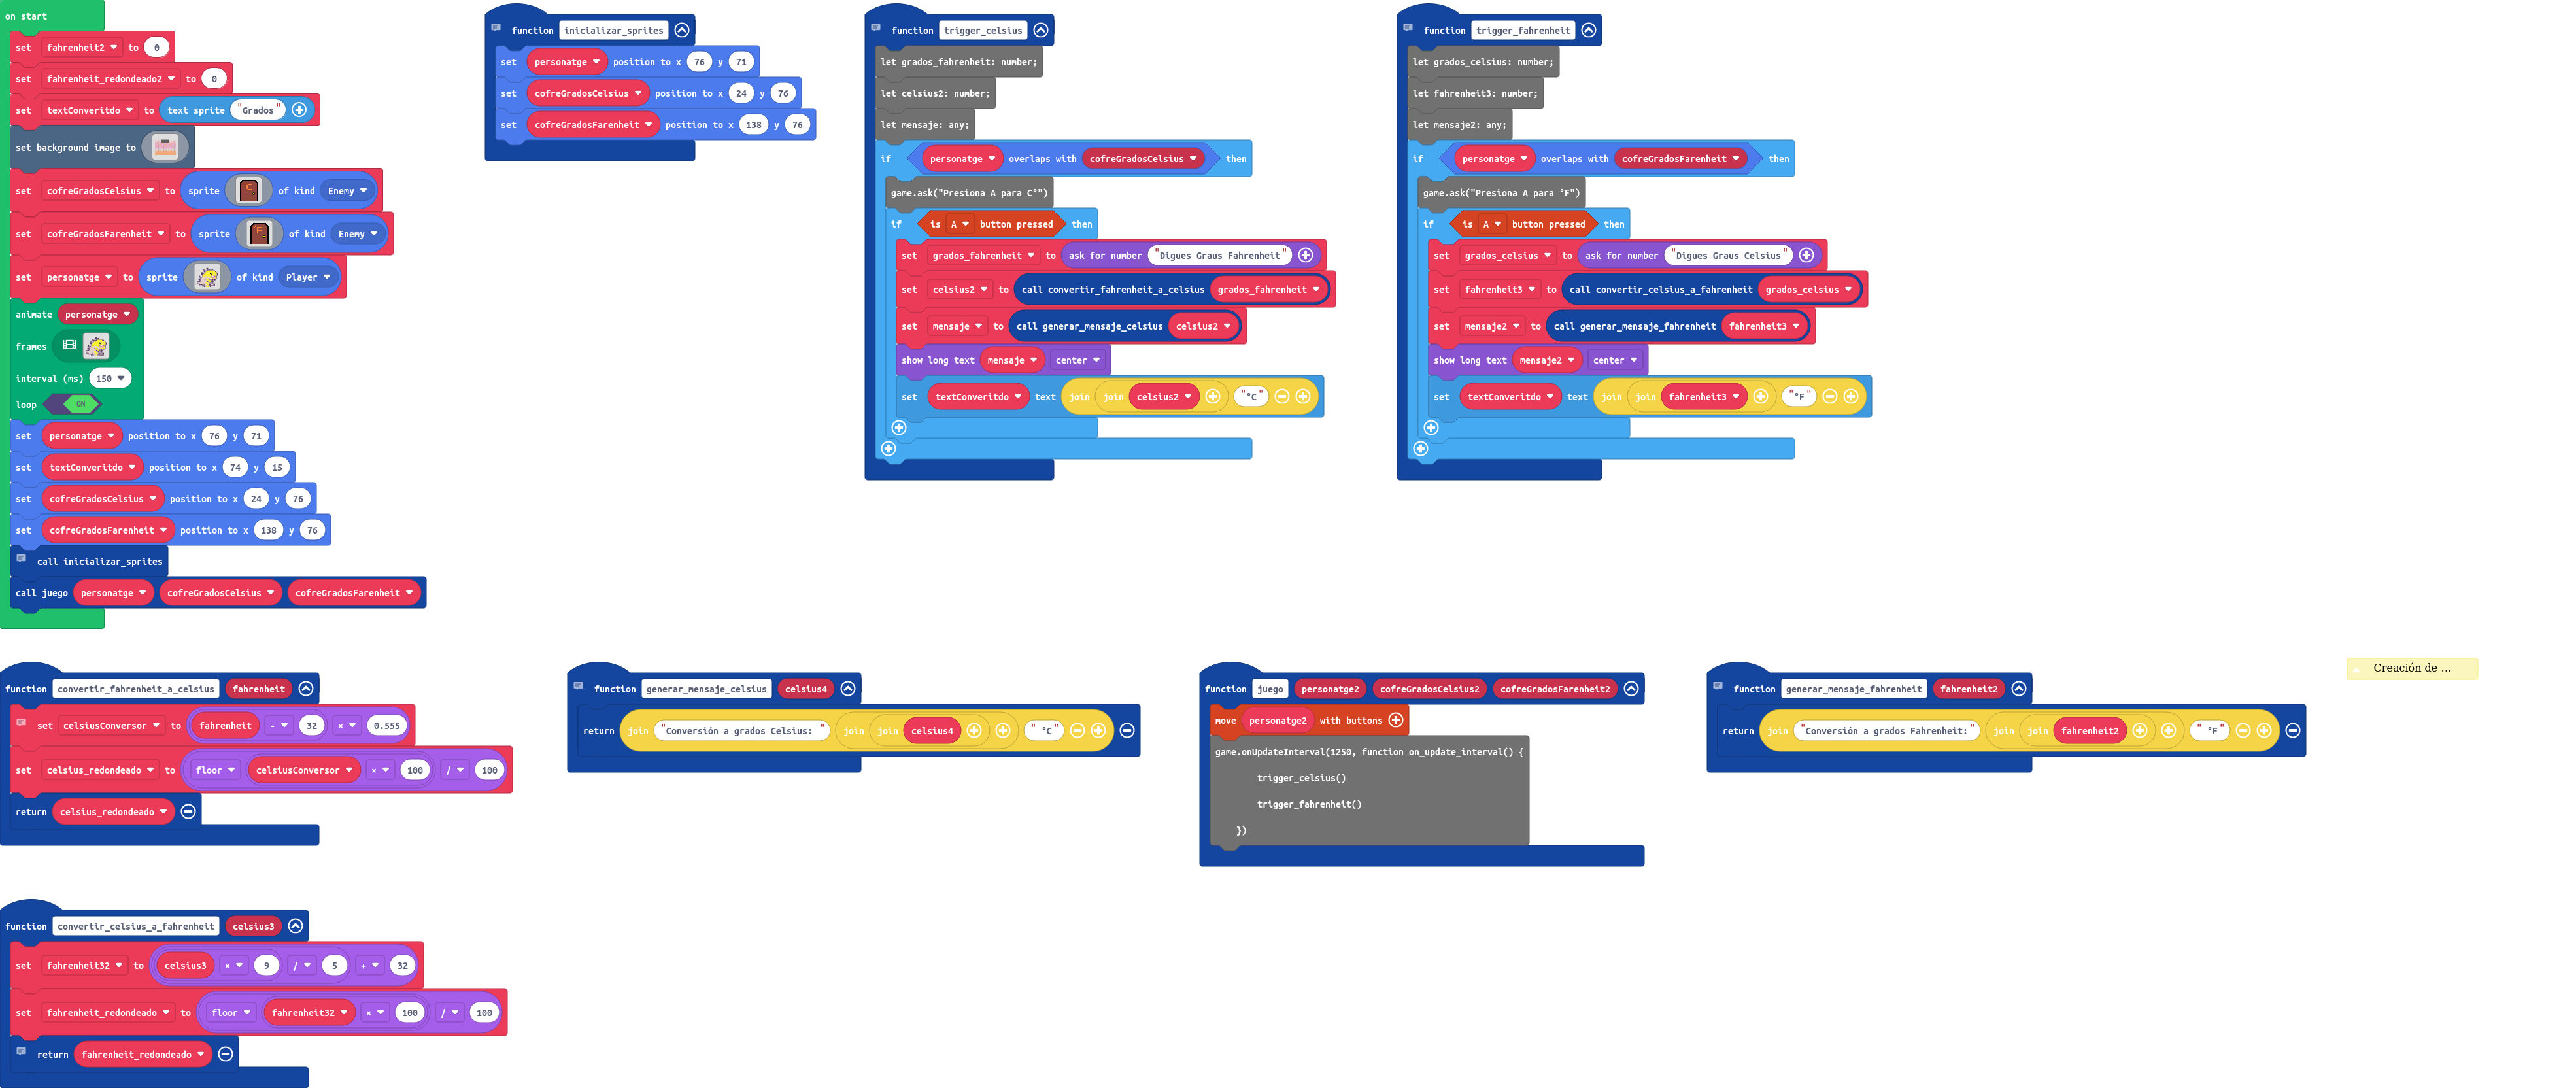 on start
set fahrenheit2 to 0
set fahrenheit_redondeado2 to 0
set textConveritdo to text sprite "Grados"
set background image to
set cofreGradosCelsius to sprite of kind Enemy
set cofreGradosFarenheit to sprite of kind Enemy
set personatge to sprite of kind Player
animate personatge
frames
interval (ms) 150
loop ON
set personatge position to x 76 y 71
set textConveritdo position to x 74 y 15
set cofreGradosCelsius position to x 24 y 76
set cofreGradosFarenheit position to x 138 y 76
call inicializar_sprites
call juego personatge cofreGradosCelsius cofreGradosFarenheit
function inicializar_sprites
set personatge position to x 76 y 71
set cofreGradosCelsius position to x 24 y 76
set cofreGradosFarenheit position to x 138 y 76
function trigger_celsius
let grados_fahrenheit: number;
let celsius2: number;
let mensaje: any;
if personatge overlaps with cofreGradosCelsius then
game.ask("Presiona A para C°")
if is A button pressed then
set grados_fahrenheit to ask for number "Digues Graus Fahrenheit"
set celsius2 to call convertir_fahrenheit_a_celsius grados_fahrenheit
set mensaje to call generar_mensaje_celsius celsius2
show long text mensaje center
set textConveritdo text join join celsius2 "°C"
function trigger_fahrenheit
let grados_celsius: number;
let fahrenheit3: number;
let mensaje2: any;
if personatge overlaps with cofreGradosFarenheit then
game.ask("Presiona A para °F")
if is A button pressed then
set grados_celsius to ask for number "Digues Graus Celsius"
set fahrenheit3 to call convertir_celsius_a_fahrenheit grados_celsius
set mensaje2 to call generar_mensaje_fahrenheit fahrenheit3
show long text mensaje2 center
set textConveritdo text join join fahrenheit3 "°F"
function convertir_fahrenheit_a_celsius fahrenheit
set celsiusConversor to fahrenheit - 32 × 0.555
set celsius_redondeado to floor celsiusConversor × 100 / 100
return celsius_redondeado
function generar_mensaje_celsius celsius4
return join "Conversión a grados Celsius: " join join celsius4 " °C"
function juego personatge2 cofreGradosCelsius2 cofreGradosFarenheit2
move personatge2 with buttons
game.onUpdateInterval(1250, function on_update_interval() {
trigger_celsius()
trigger_fahrenheit()
})
function generar_mensaje_fahrenheit fahrenheit2
return join "Conversión a grados Fahrenheit:" join join fahrenheit2 " °F"
Creación de ...
function convertir_celsius_a_fahrenheit celsius3
set fahrenheit32 to celsius3 × 9 / 5 + 32
set fahrenheit_redondeado to floor fahrenheit32 × 100 / 100
return fahrenheit_redondeado